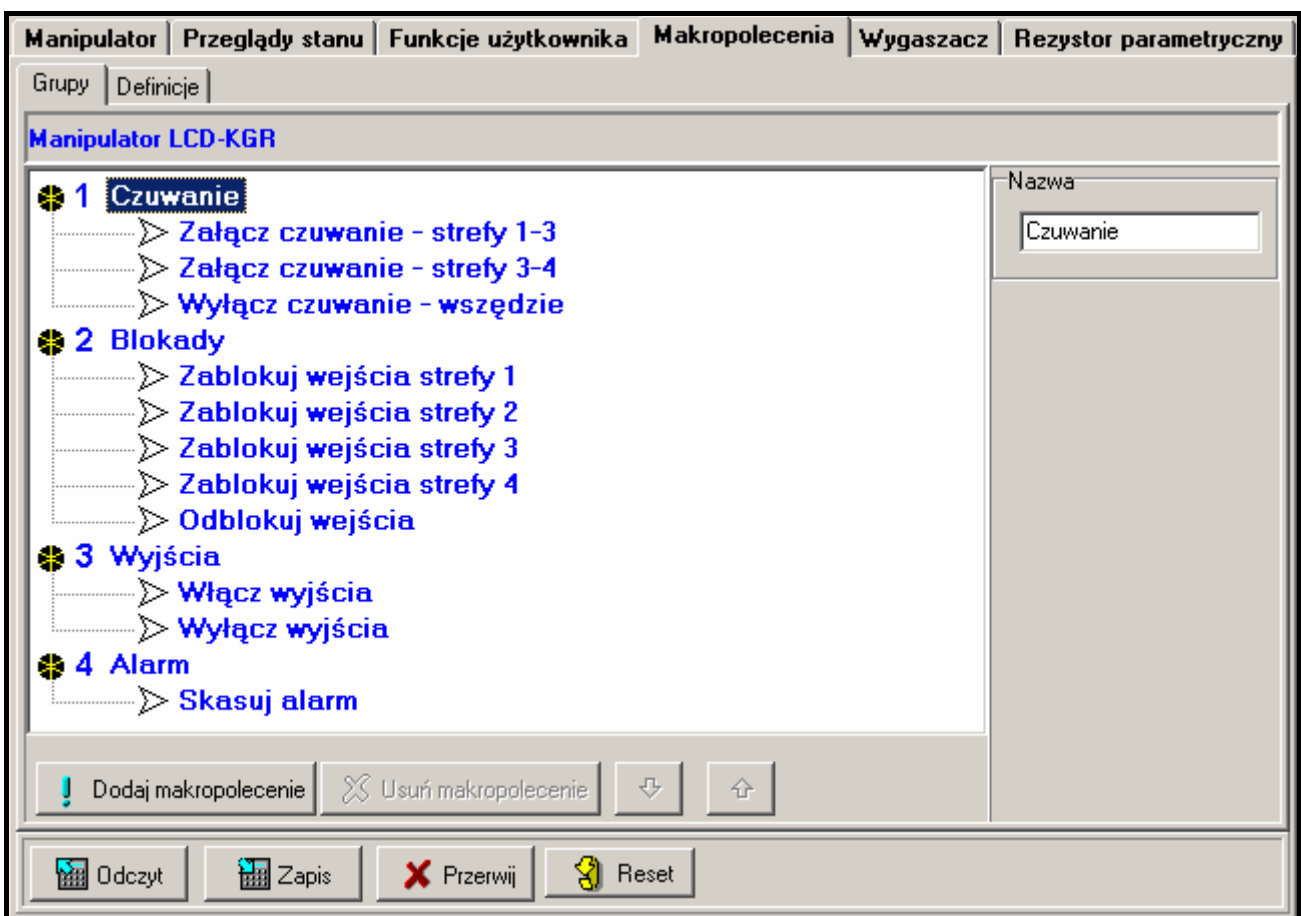 Manipulator Przeglądy stanu Funkcje użytkownika Makropolecenia Wygaszacz Rezystor parametryczny
Grupy Definicje
Manipulator LCD-KGR
1 Czuwanie
Załącz czuwanie - strefy 1-3
Załącz czuwanie - strefy 3-4
Wyłącz czuwanie - wszędzie
2 Blokady
Zablokuj wejścia strefy 1
Zablokuj wejścia strefy 2
Zablokuj wejścia strefy 3
Zablokuj wejścia strefy 4
Odblokuj wejścia
3 Wyjścia
Włącz wyjścia
Wyłącz wyjścia
4 Alarm
Skasuj alarm
Nazwa
Czuwanie
Dodaj makropolecenie Usuń makropolecenie
Odczyt Zapis Przerwij Reset